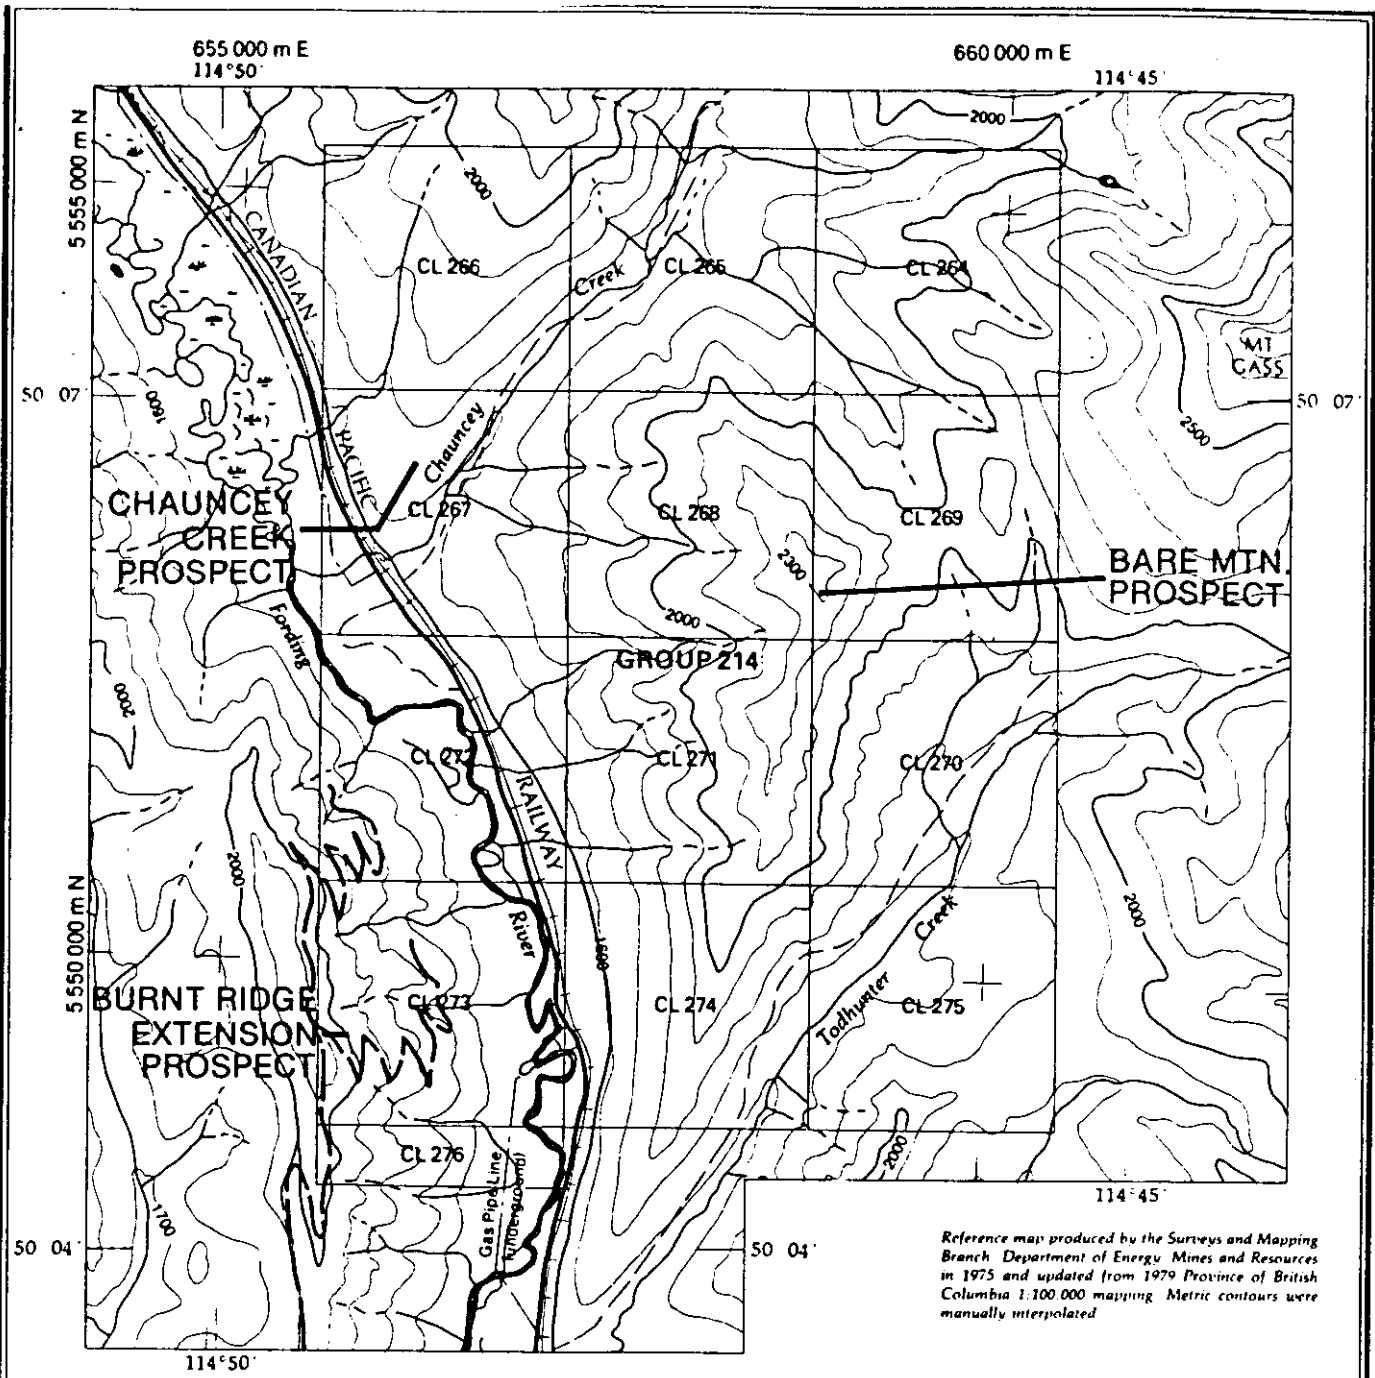 655 000 m E
114°50'
660 000 m E
114°45'
5 555 000 m N
2000
2000
CANADIAN
CL 266
Creek
CL 265
CL 264
MT
CASS
50 07'
1600
50 07'
2500
PACIFIC
Chauncey
CHAUNCEY
CREEK
PROSPECT
CL 267
CL 268
CL 269
2300
BARE MTN.
PROSPECT
Fording
2000
GROUP 214
2000
CL 272
CL 271
CL 270
RAILWAY
2000
5 550 000 m N
River
1600
Creek
2000
BURNT RIDGE
EXTENSION
PROSPECT
CL 273
CL 274
Todhunter
CL 275
CL 276
2000
Gas Pipe Line
(underground)
1700
114°45'
50 04'
50 04'
114°50'
Reference map produced by the Surveys and Mapping
Branch Department of Energy Mines and Resources
in 1975 and updated from 1979 Province of British
Columbia 1:100,000 mapping Metric contours were
manually interpolated